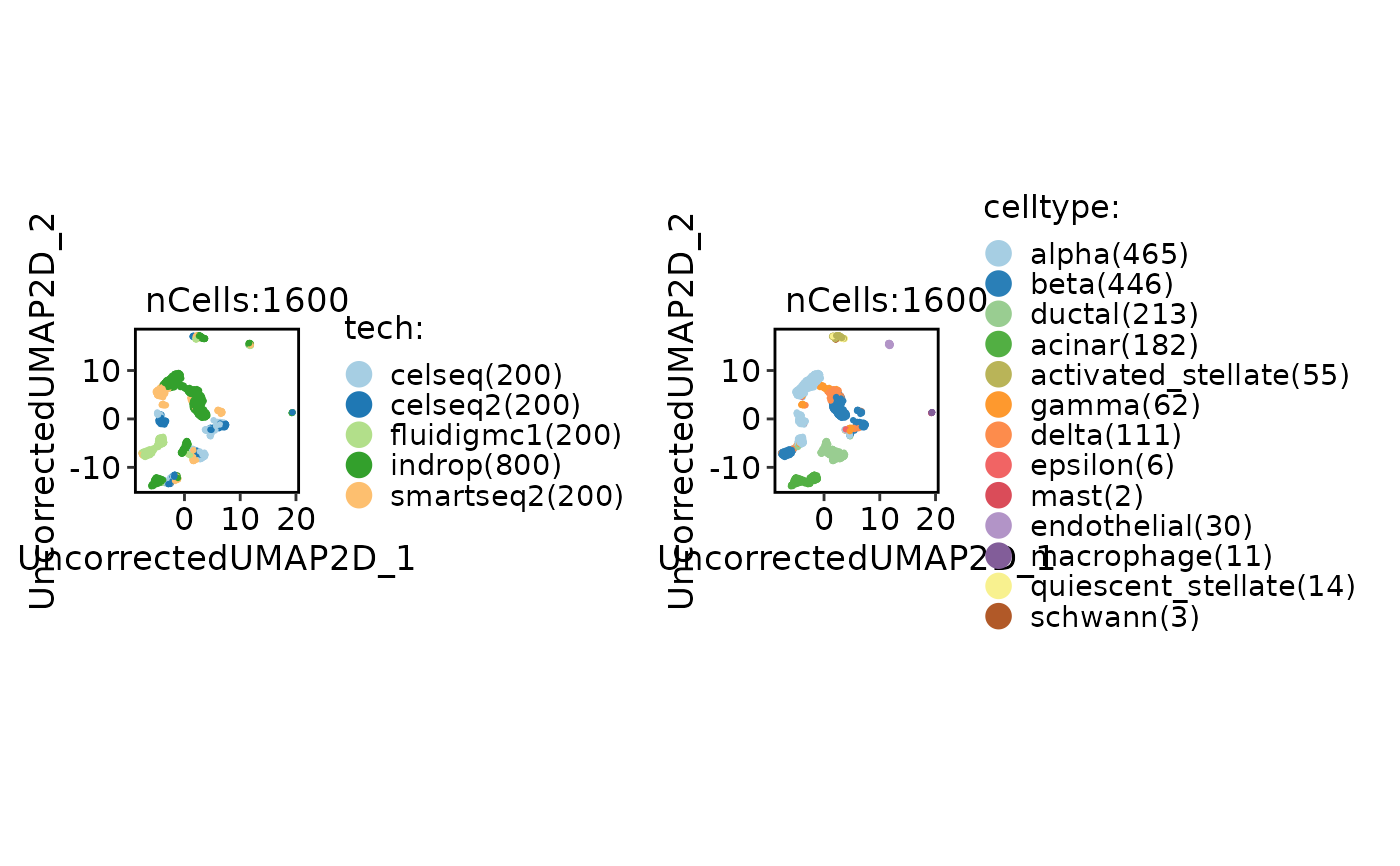 nCells:1600
UncorrectedUMAP2D_2
10
0
-10
0 10 20
UncorrectedUMAP2D_1
tech:
celseq(200)
celseq2(200)
fluidigmc1(200)
indrop(800)
smartseq2(200)
nCells:1600
UncorrectedUMAP2D_2
10
0
-10
0 10 20
UncorrectedUMAP2D_1
celltype:
alpha(465)
beta(446)
ductal(213)
acinar(182)
activated_stellate(55)
gamma(62)
delta(111)
epsilon(6)
mast(2)
endothelial(30)
macrophage(11)
quiescent_stellate(14)
schwann(3)